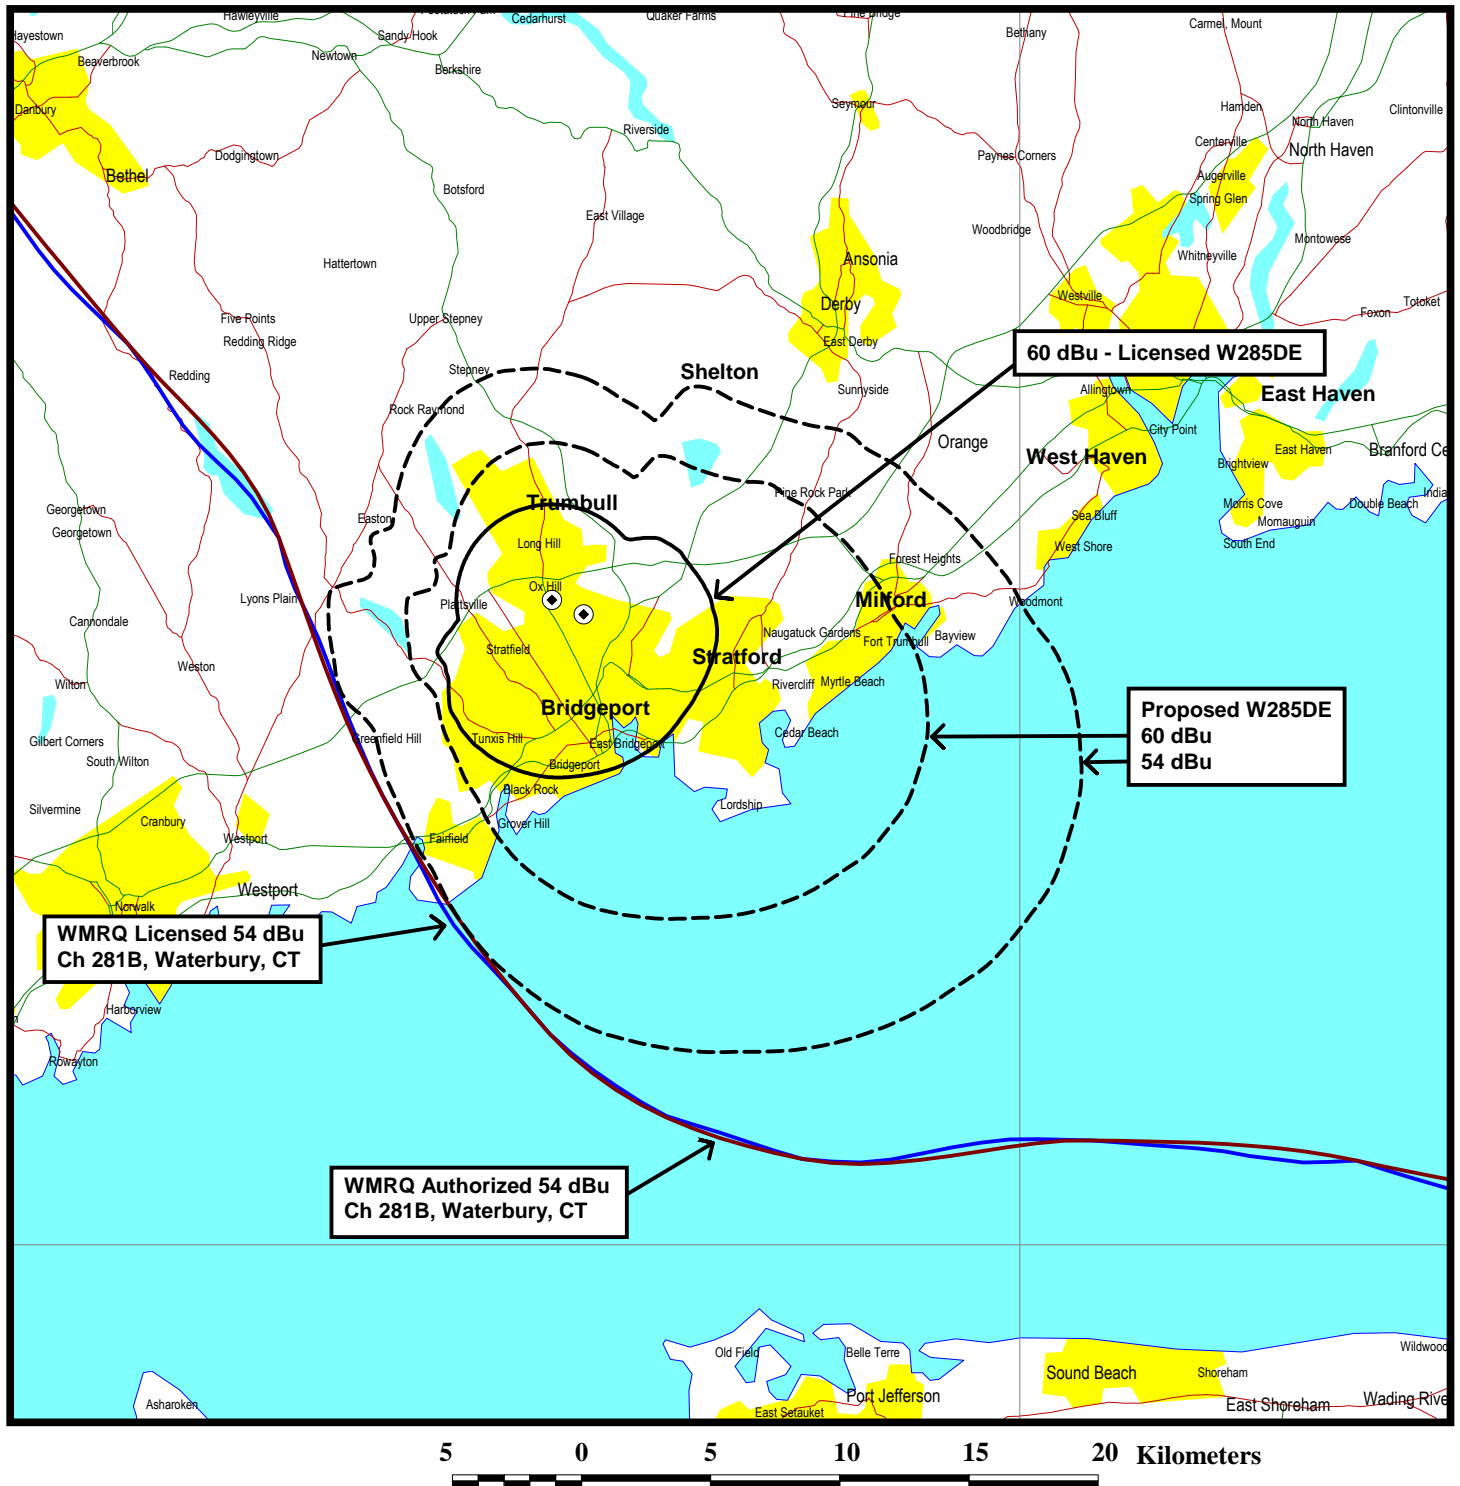 Hawleyville
Cedarhurst
Quaker Farms
Pine Bridge
Carmel, Mount
Hayestown
Sandy Hook
Bethany
Beaverbrook
Newtown
Berkshire
Danbury
Seymour
Hamden
Clintonville
Riverside
North Haven
Centerville
North Haven
Dodgingtown
Paynes Corners
Bethel
Augerville
Botsford
Spring Glen
East Village
Woodbridge
Montowese
Hattertown
Ansonia
Whitneyville
Derby
Westville
Totoket
Five Points
Upper Stepney
Foxon
Redding Ridge
East Derby
60 dBu - Licensed W285DE
Stepney
Shelton
Redding
Sunnyside
Allingtown
East Haven
Rock Raymond
City Point
Orange
West Haven
East Haven
Branford Ce
Brightview
Pine Rock Park
Trumbull
Georgetown
Easton
Sea Bluff
Morris Cove
Double Beach
India
Georgetown
Momauguin
Long Hill
West Shore
South End
Forest Heights
Ox Hill
Lyons Plain
Plattsville
Milford
Woodmont
Cannondale
Naugatuck Gardens
Bayview
Stratfield
Fort Trumbull
Stratford
Weston
Wilton
Rivercliff
Myrtle Beach
Bridgeport
Proposed W285DE
60 dBu
54 dBu
Gilbert Corners
Greenfield Hill
Tunxis Hill
East Bridgeport
Cedar Beach
South Wilton
Bridgeport
Black Rock
Silvermine
Cranbury
Lordship
Grover Hill
Westport
Fairfield
Westport
Norwalk
WMRQ Licensed 54 dBu
Ch 281B, Waterbury, CT
Harborview
Rowayton
WMRQ Authorized 54 dBu
Ch 281B, Waterbury, CT
Old Field
Belle Terre
Wildwood
Sound Beach
Shoreham
Port Jefferson
Asharoken
East Setauket
East Shoreham
Wading Rive
5 0 5 10 15 20 Kilometers